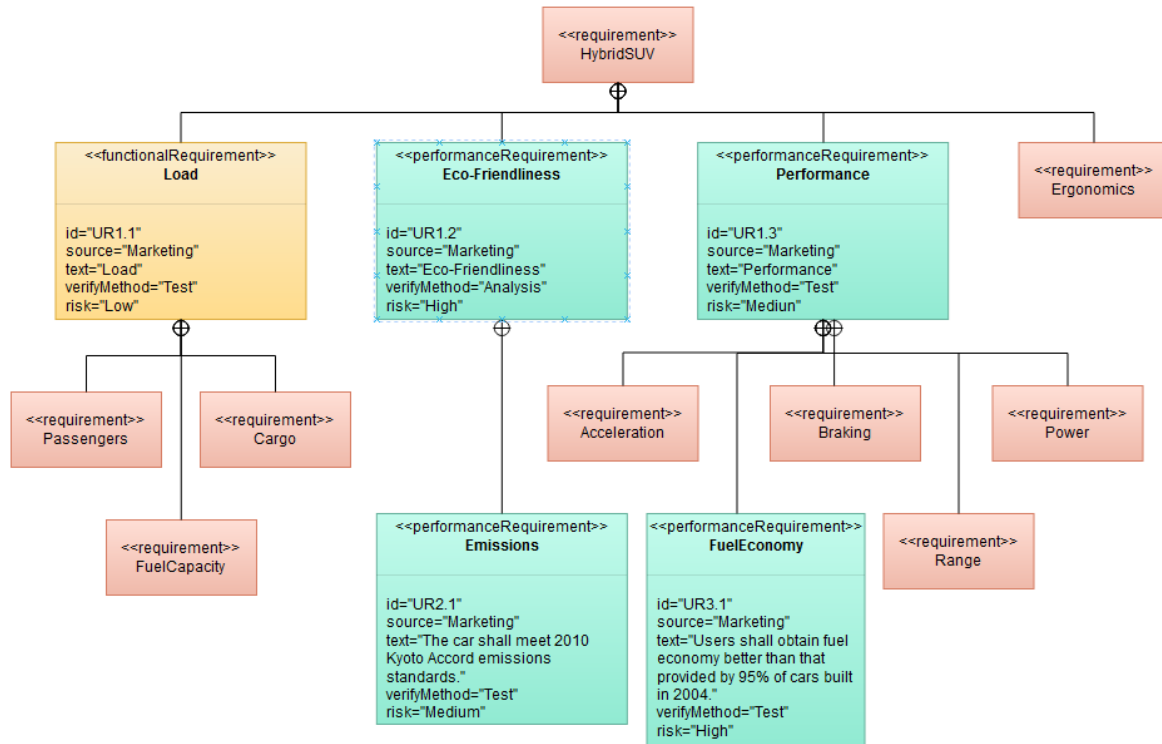 <<requirement>>
HybridSUV
<<functionalRequirement>>
Load
id="UR1.1"
source="Marketing"
text="Load"
verifyMethod="Test"
risk="Low"
<<performanceRequirement>>
Eco-Friendliness
id="UR1.2"
source="Marketing"
text="Eco-Friendliness"
verifyMethod="Analysis"
risk="High"
<<performanceRequirement>>
Performance
id="UR1.3"
source="Marketing"
text="Performance"
verifyMethod="Test"
risk="Mediun"
<<requirement>>
Ergonomics
<<requirement>>
Passengers
<<requirement>>
Cargo
<<requirement>>
Acceleration
<<requirement>>
Braking
<<requirement>>
Power
<<requirement>>
FuelCapacity
<<performanceRequirement>>
Emissions
id="UR2.1"
source="Marketing"
text="The car shall meet 2010
Kyoto Accord emissions
standards."
verifyMethod="Test"
risk="Medium"
<<performanceRequirement>>
FuelEconomy
id="UR3.1"
source="Marketing"
text="Users shall obtain fuel
economy better than that
provided by 95% of cars built
in 2004."
verifyMethod="Test"
risk="High"
<<requirement>>
Range